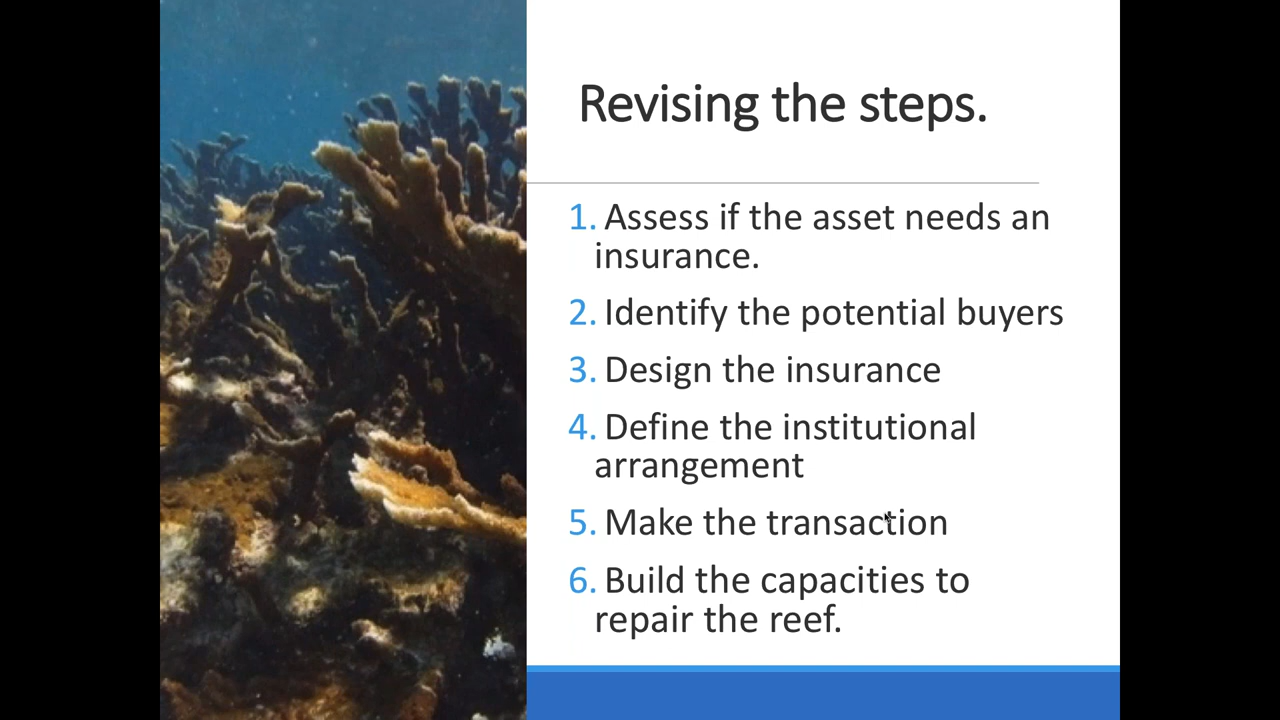 Revising the steps.
1. Assess if the asset needs an
insurance.
2. Identify the potential buyers
3. Design the insurance
4. Define the institutional
arrangement
5. Make the transaction
6. Build the capacities to
repair the reef.